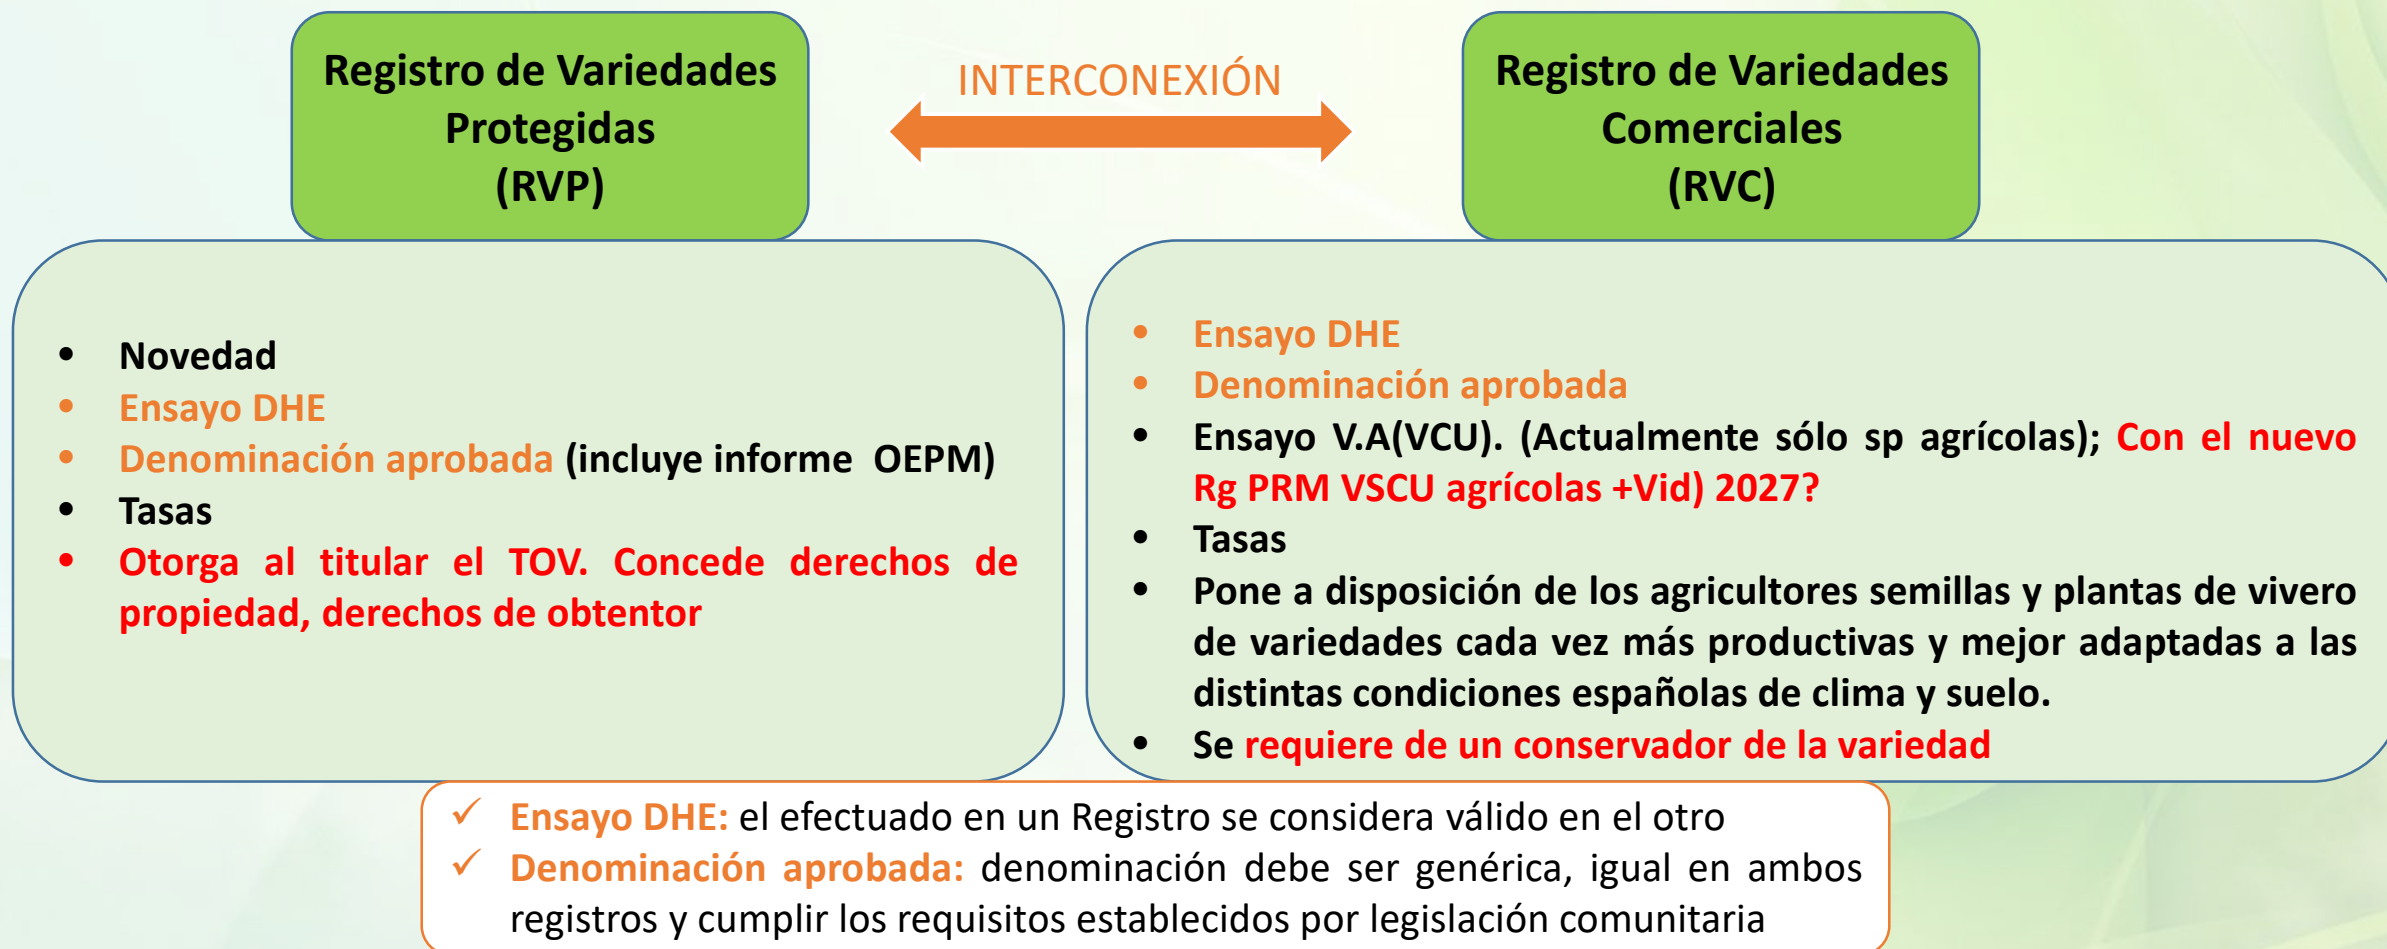 Registro de Variedades
Protegidas
(RVP)
INTERCONEXIÓN
Registro de Variedades
Comerciales
(RVC)
• Novedad
• Ensayo DHE
• Denominación aprobada (incluye informe OEPM)
• Tasas
• Otorga al titular el TOV. Concede derechos de
propiedad, derechos de obtentor
• Ensayo DHE
• Denominación aprobada
• Ensayo V.A(VCU). (Actualmente sólo sp agrícolas); Con el nuevo
Rg PRM VSCU agrícolas +Vid) 2027?
• Tasas
• Pone a disposición de los agricultores semillas y plantas de vivero
de variedades cada vez más productivas y mejor adaptadas a las
distintas condiciones españolas de clima y suelo.
• Se requiere de un conservador de la variedad
✓ Ensayo DHE: el efectuado en un Registro se considera válido en el otro
✓ Denominación aprobada: denominación debe ser genérica, igual en ambos
registros y cumplir los requisitos establecidos por legislación comunitaria